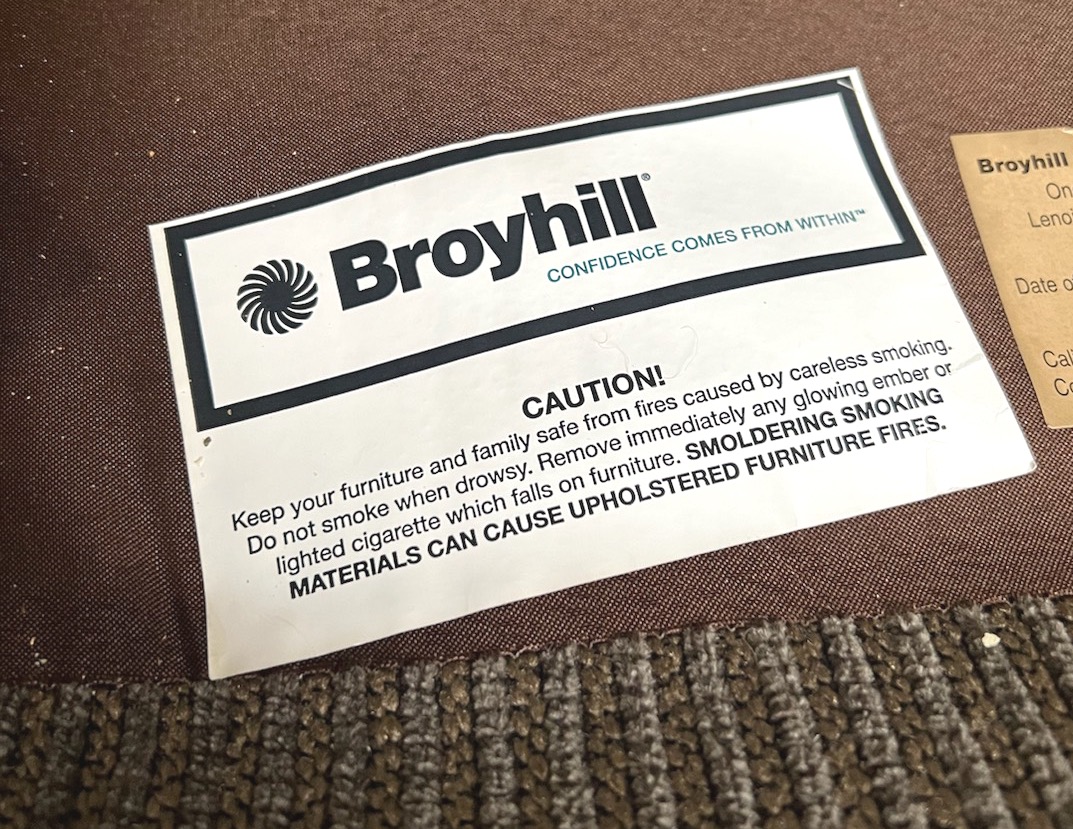 Broyhill®
CONFIDENCE COMES FROM WITHIN™
CAUTION!
Keep your furniture and family safe from fires caused by careless smoking.
Do not smoke when drowsy. Remove immediately any glowing ember or
lighted cigarette which falls on furniture. SMOLDERING SMOKING
MATERIALS CAN CAUSE UPHOLSTERED FURNITURE FIRES.
Broyhill
Date